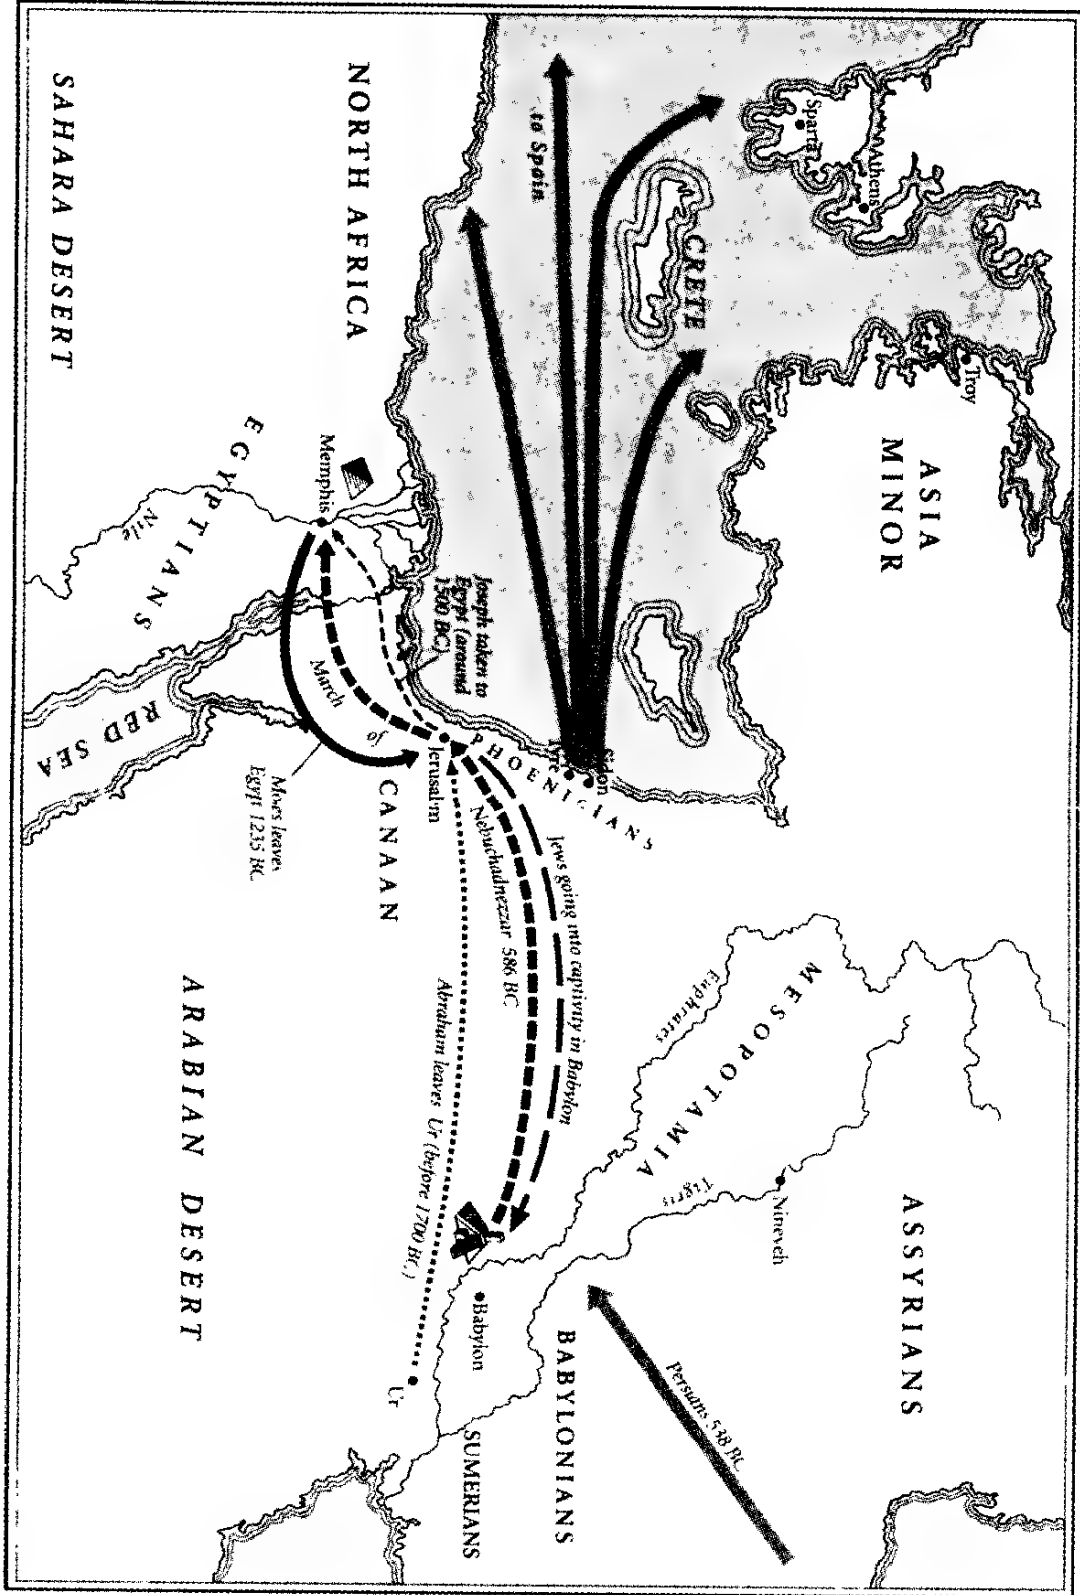 Sparta
Athens
Troy
ASIA
MINOR
CRETE
to Spain
NORTH AFRICA
SAHARA DESERT
EGYPTIANS
Memphis
Nile
RED SEA
Joseph taken to
Egypt (around
1500 BC)
March of Nebuchadnezzar 586 BC
Moses leaves
Egypt 1235 BC
Jerusal'm
CANAAN
PHOENICIANS
Sidon
Tyre
Jews going into captivity in Babylon
Abraham leaves Ur (before 1700 BC.)
ARABIAN DESERT
MESOPOTAMIA
Euphrates
Tigris
Nineveh
ASSYRIANS
Babylon
BABYLONIANS
Ur
SUMERIANS
Persians 538 BC